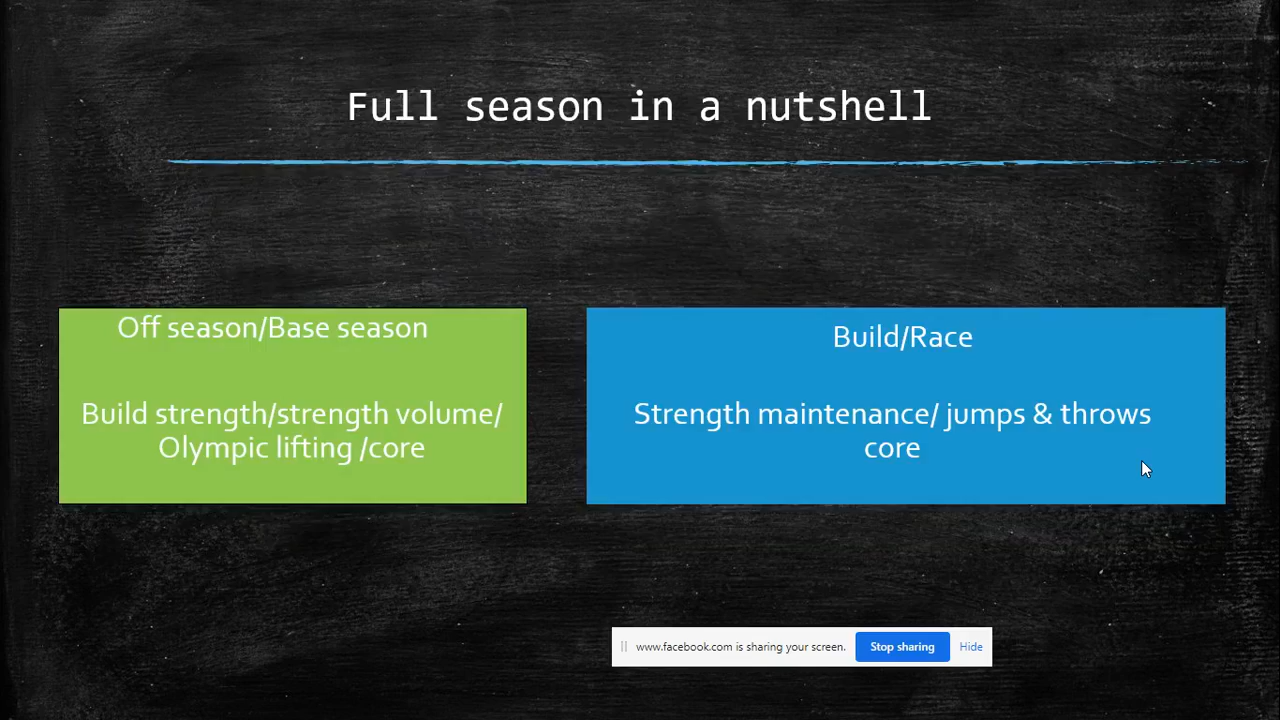 Full season in a nutshell
Off season/Base season
Build strength/strength volume/
Olympic lifting /core
Build/Race
Strength maintenance/ jumps & throws
core
www.facebook.com is sharing your screen.
Stop sharing
Hide